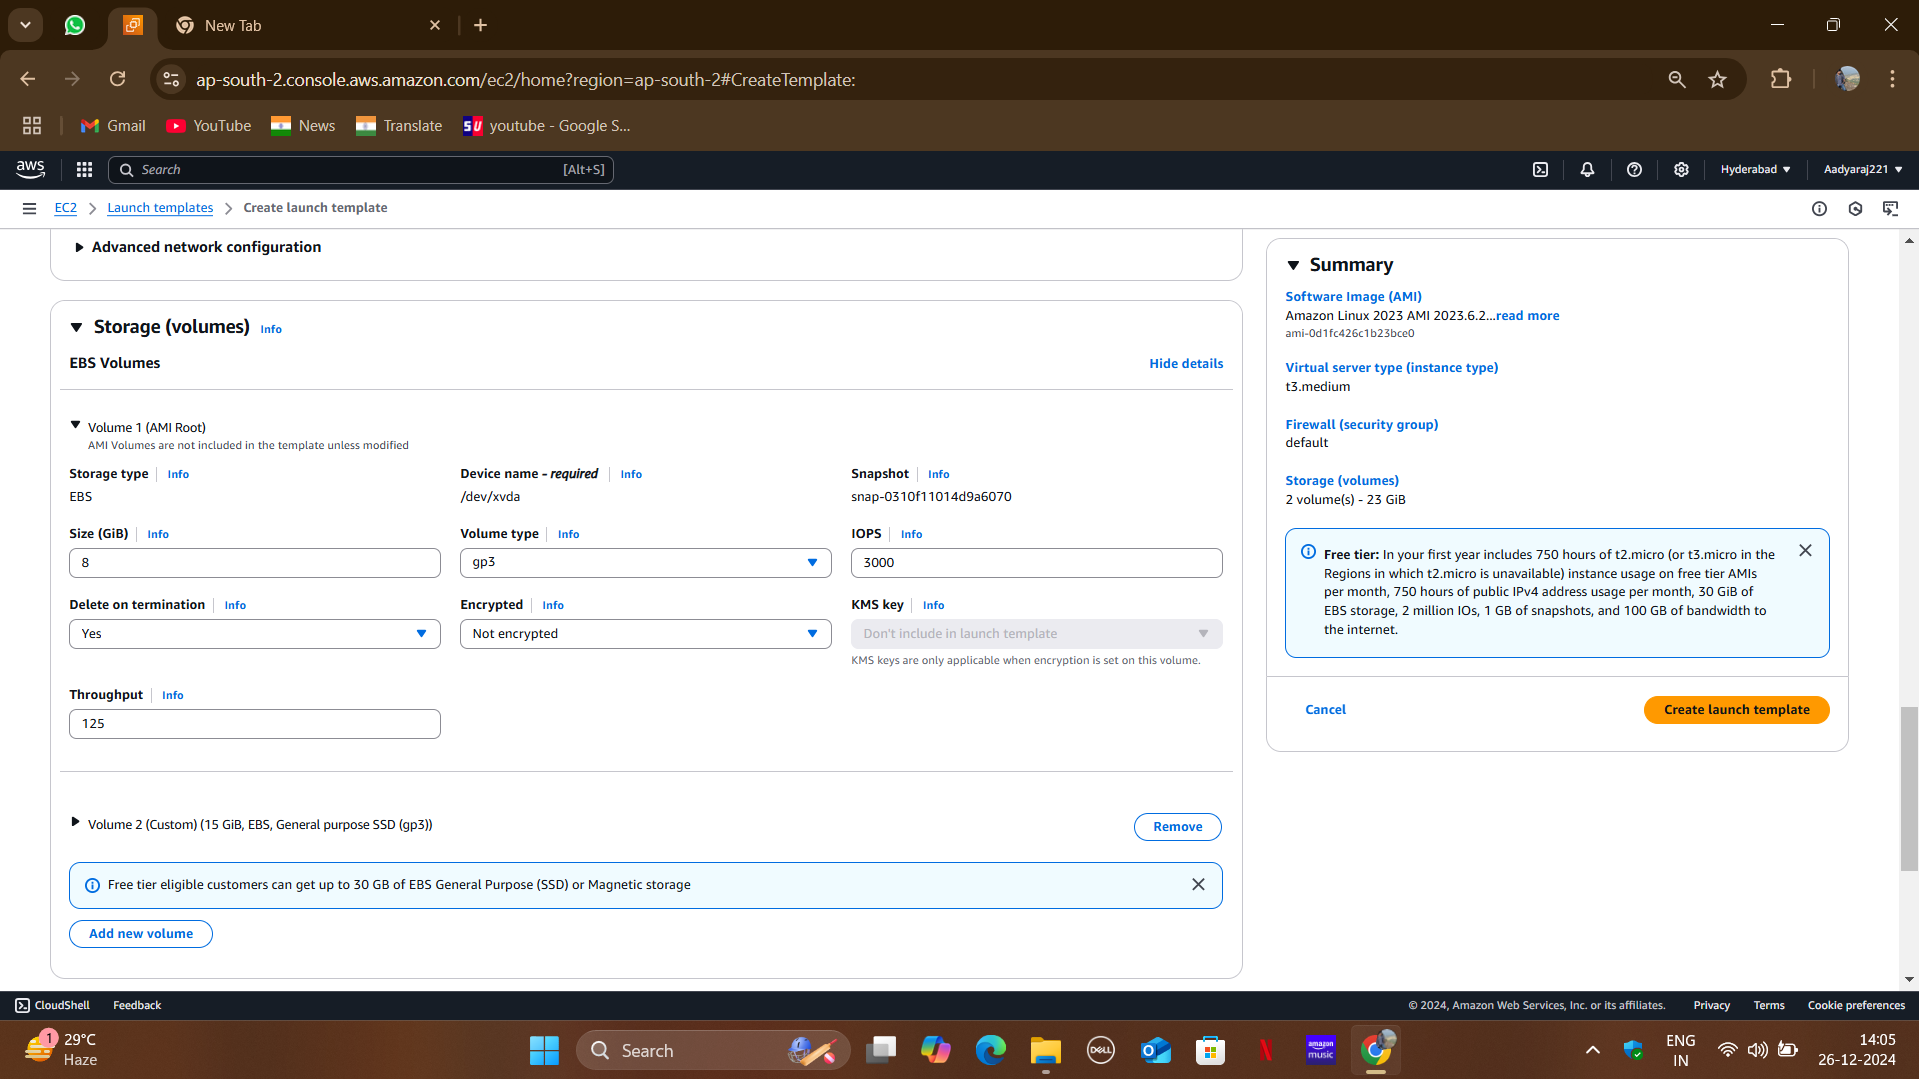 New Tab
ap-south-2.console.aws.amazon.com/ec2/home?region=ap-south-2#CreateTemplate:
Gmail YouTube News Translate SU youtube - Google S...
aws Search [Alt+S] Hyderabad Aadyaraj221
EC2 Launch templates Create launch template
Advanced network configuration
Storage (volumes) Info
EBS Volumes Hide details
Volume 1 (AMI Root)
AMI Volumes are not included in the template unless modified
Storage type Info Device name - required Info Snapshot Info
EBS /dev/xvda snap-0310f11014d9a6070
Size (GiB) Info Volume type Info IOPS Info
8 gp3 3000
Delete on termination Info Encrypted Info KMS key Info
Yes Not encrypted Don't include in launch template
KMS keys are only applicable when encryption is set on this volume.
Throughput Info
125
Volume 2 (Custom) (15 GiB, EBS, General purpose SSD (gp3)) Remove
Free tier eligible customers can get up to 30 GB of EBS General Purpose (SSD) or Magnetic storage
Add new volume
Summary
Software Image (AMI)
Amazon Linux 2023 AMI 2023.6.2...read more
ami-0d1fc426c1b23bce0
Virtual server type (instance type)
t3.medium
Firewall (security group)
default
Storage (volumes)
2 volume(s) - 23 GiB
Free tier: In your first year includes 750 hours of t2.micro (or t3.micro in the
Regions in which t2.micro is unavailable) instance usage on free tier AMIs
per month, 750 hours of public IPv4 address usage per month, 30 GiB of
EBS storage, 2 million IOs, 1 GB of snapshots, and 100 GB of bandwidth to
the internet.
Cancel Create launch template
CloudShell Feedback © 2024, Amazon Web Services, Inc. or its affiliates. Privacy Terms Cookie preferences
1 29°C
Haze
Search
DELL
amazon
music
ENG
IN
14:05
26-12-2024